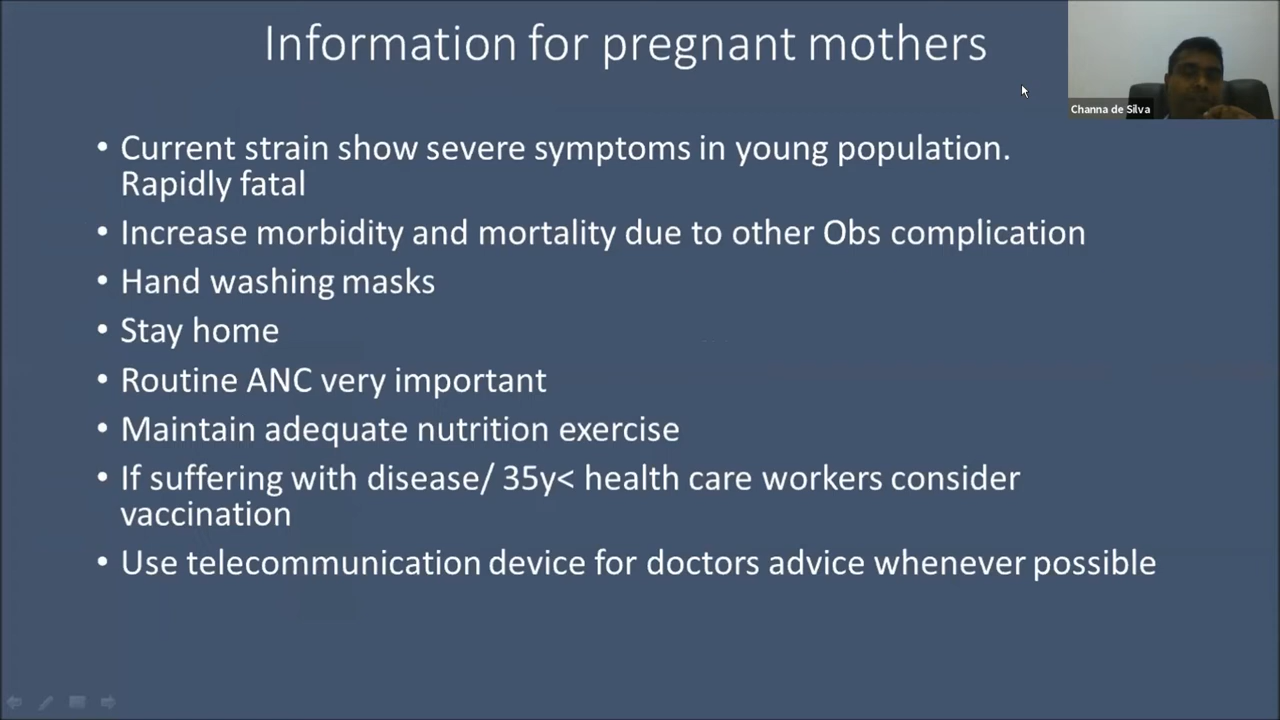 Information for pregnant mothers
Channa de Silva
• Current strain show severe symptoms in young population.
Rapidly fatal
• Increase morbidity and mortality due to other Obs complication
• Hand washing masks
• Stay home
• Routine ANC very important
• Maintain adequate nutrition exercise
• If suffering with disease/ 35y< health care workers consider
vaccination
• Use telecommunication device for doctors advice whenever possible